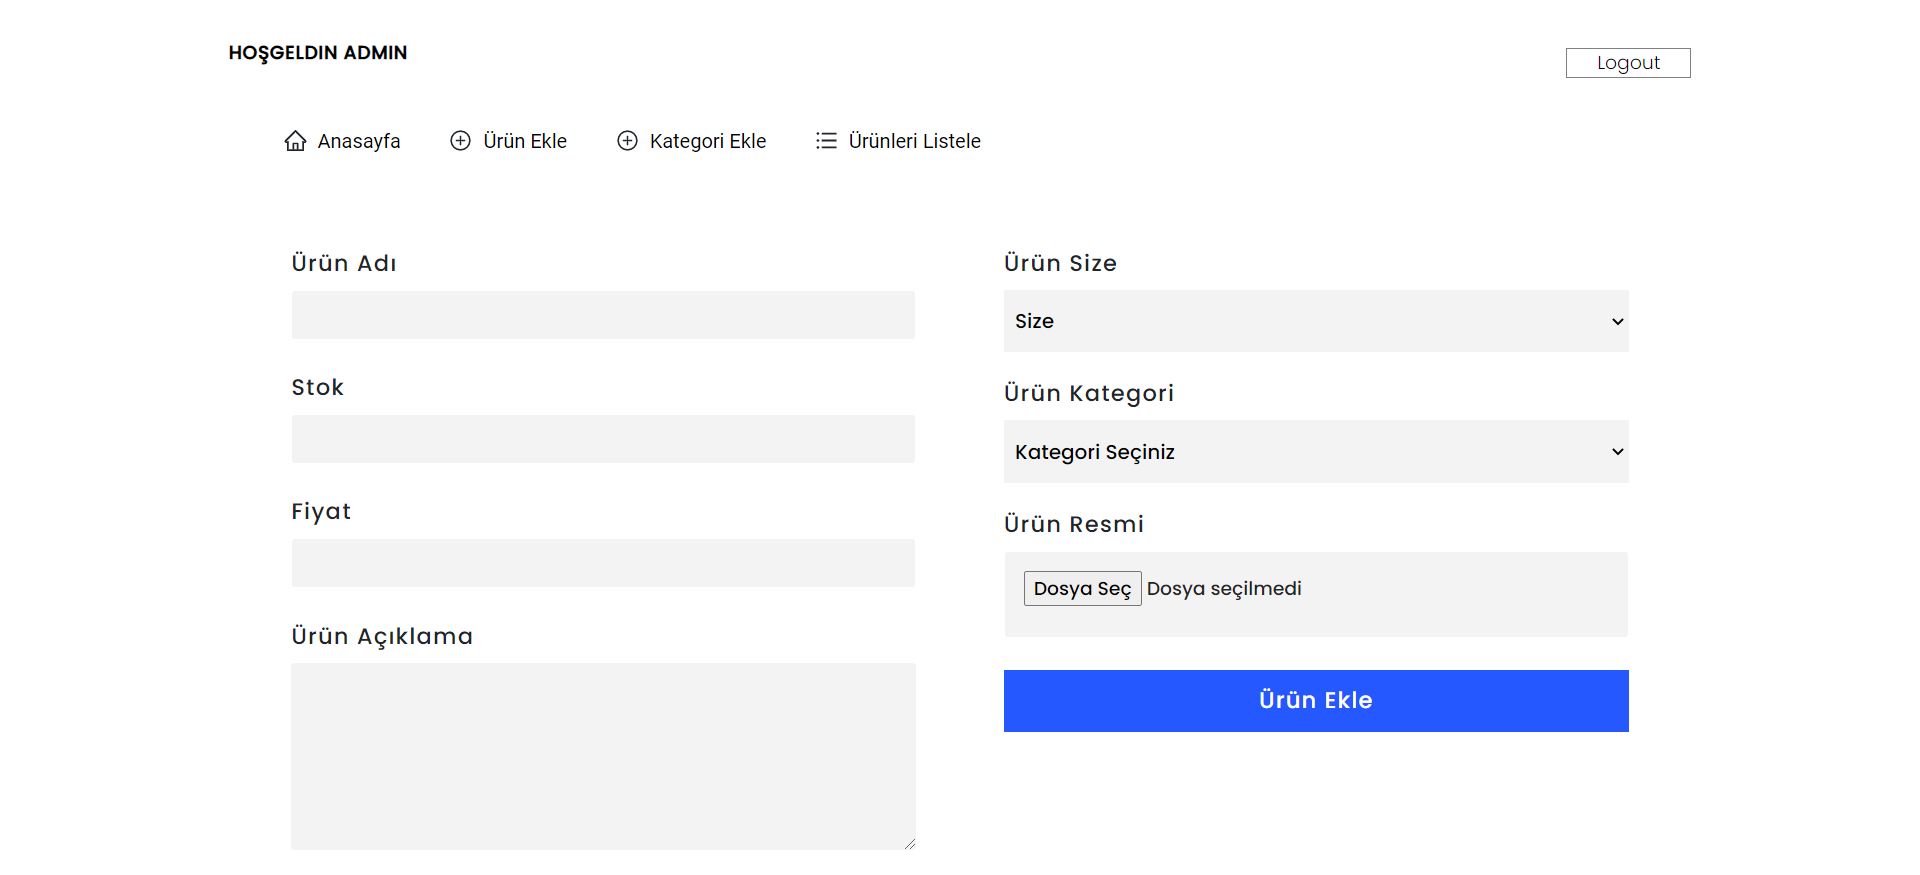 HOŞGELDIN ADMIN
Logout
Anasayfa
Ürün Ekle
Kategori Ekle
Ürünleri Listele
Ürün Adı
Stok
Fiyat
Ürün Açıklama
Ürün Size
Size
Ürün Kategori
Kategori Seçiniz
Ürün Resmi
Dosya Seç Dosya seçilmedi
Ürün Ekle